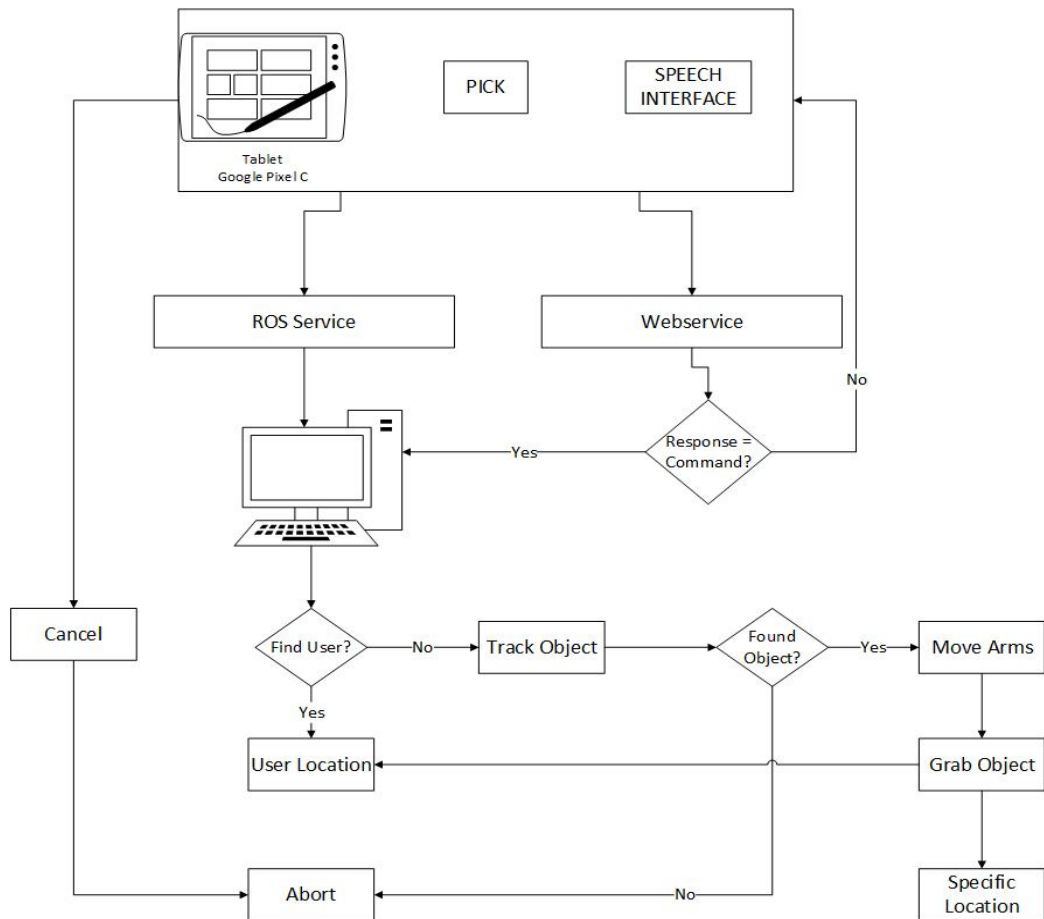 PICK
SPEECH
INTERFACE
Tablet
Google Pixel C
ROS Service
Webservice
No
Response =
Command?
Yes
Cancel
Find User?
No
Track Object
Found
Object?
Yes
Move Arms
Yes
User Location
Grab Object
Abort
No
Specific
Location